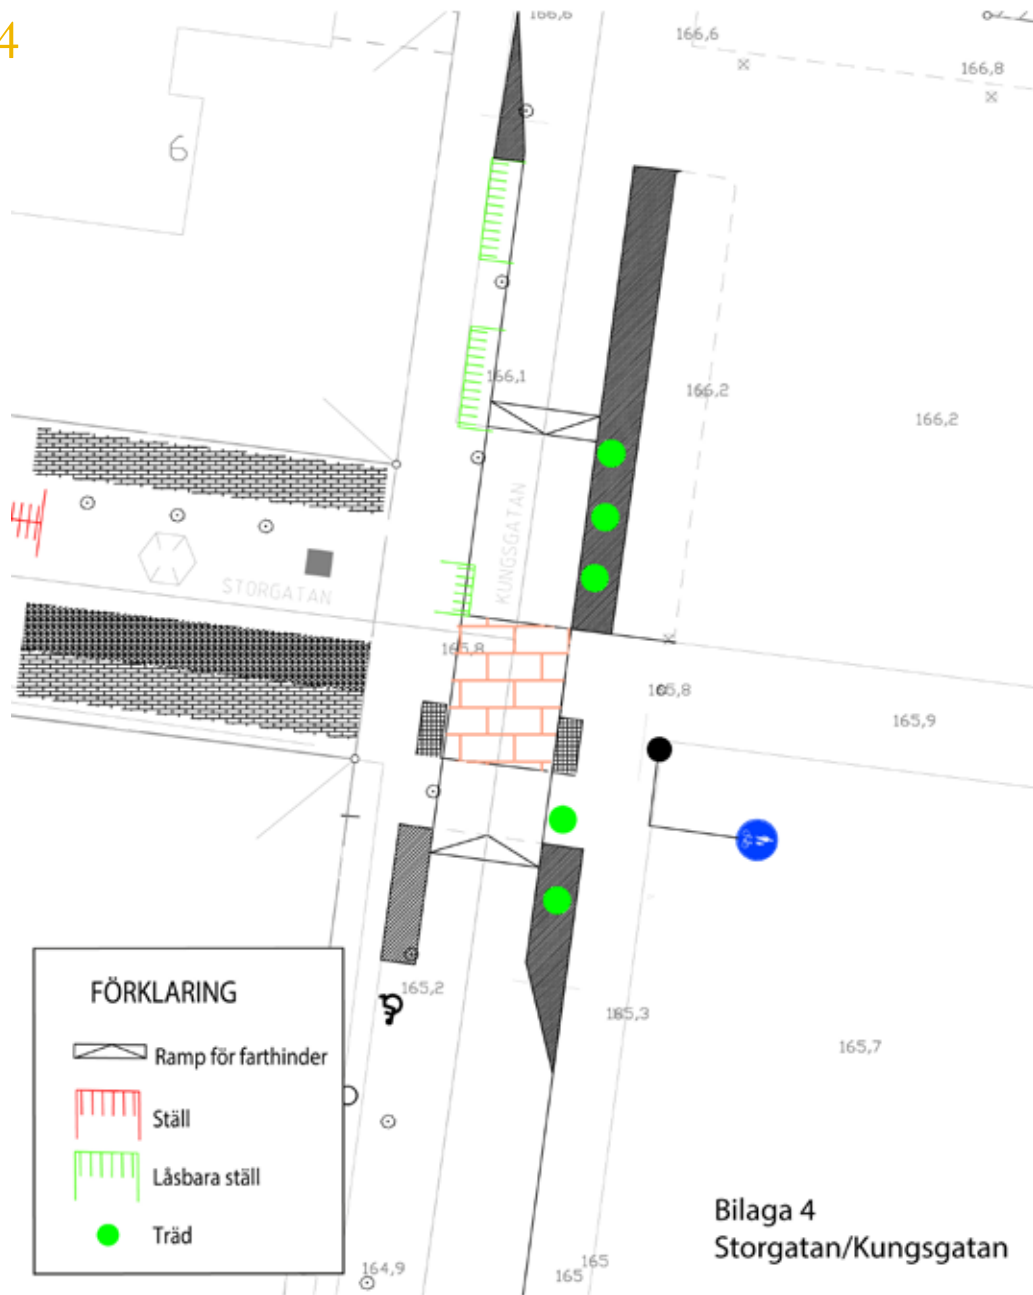 4
166,6
166,6
166,8
6
166,1
166,2
166,2
KUNGSGATAN
STORGATAN
165,8
165,8
165,9
165,2
165,3
165,7
FÖRKLARING
Ramp för farthinder
Ställ
Låsbara ställ
Träd
Bilaga 4
Storgatan/Kungsgatan
164,9
165
165